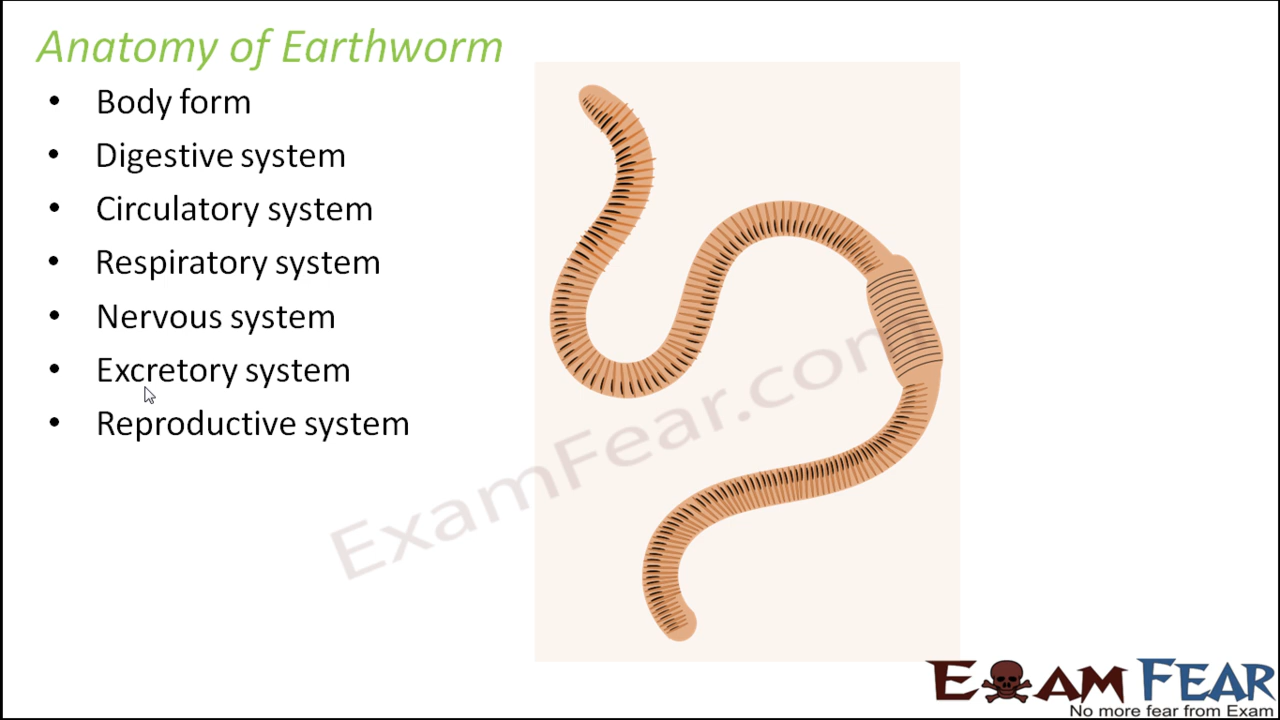 Anatomy of Earthworm
• Body form
• Digestive system
• Circulatory system
• Respiratory system
• Nervous system
• Excretory system
• Reproductive system
ExamFear.com
EXAM FEAR
No more fear from Exam